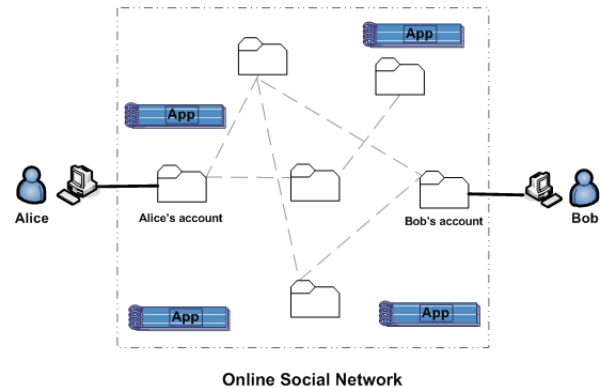 App
App
Alice
Alice's account
Bob's account
Bob
App
App
Online Social Network